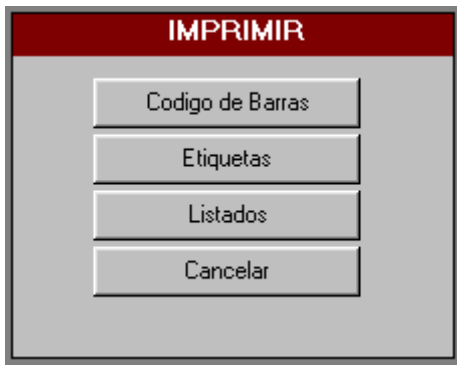 IMPRIMIR
Codigo de Barras
Etiquetas
Listados
Cancelar